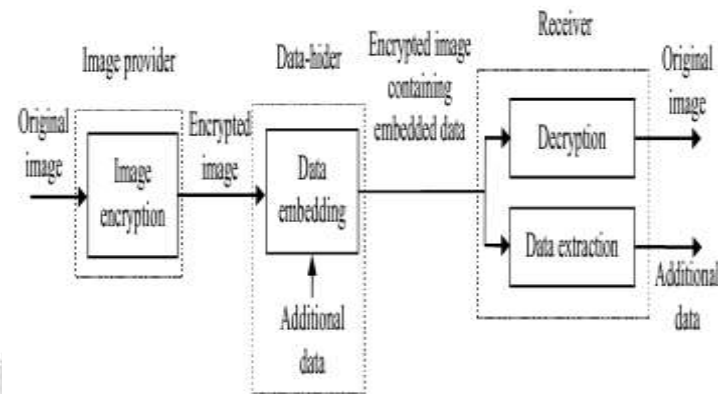 Image provider
Data-hider
Encrypted image
containing
embedded data
Receiver
Original
image
Image
encryption
Encrypted
image
Data
embedding
Additional
data
Decryption
Data extraction
Original
image
Additional
data